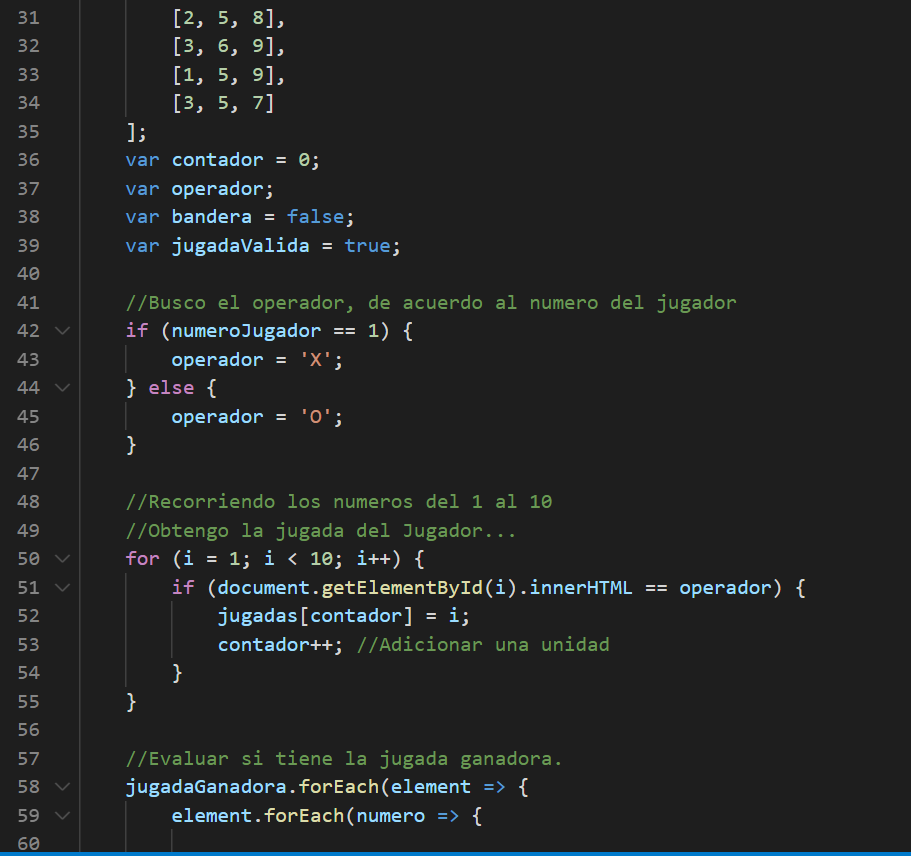 31            [2, 5, 8],
32            [3, 6, 9],
33            [1, 5, 9],
34            [3, 5, 7]
35        ];
36        var contador = 0;
37        var operador;
38        var bandera = false;
39        var jugadaValida = true;
40
41        //Busco el operador, de acuerdo al numero del jugador
42        if (numeroJugador == 1) {
43            operador = 'X';
44        } else {
45            operador = 'O';
46        }
47
48        //Recorriendo los numeros del 1 al 10
49        //Obtengo la jugada del Jugador...
50        for (i = 1; i < 10; i++) {
51            if (document.getElementById(i).innerHTML == operador) {
52                jugadas[contador] = i;
53                contador++; //Adicionar una unidad
54            }
55        }
56
57        //Evaluar si tiene la jugada ganadora.
58        jugadaGanadora.forEach(element => {
59            element.forEach(numero => {
60